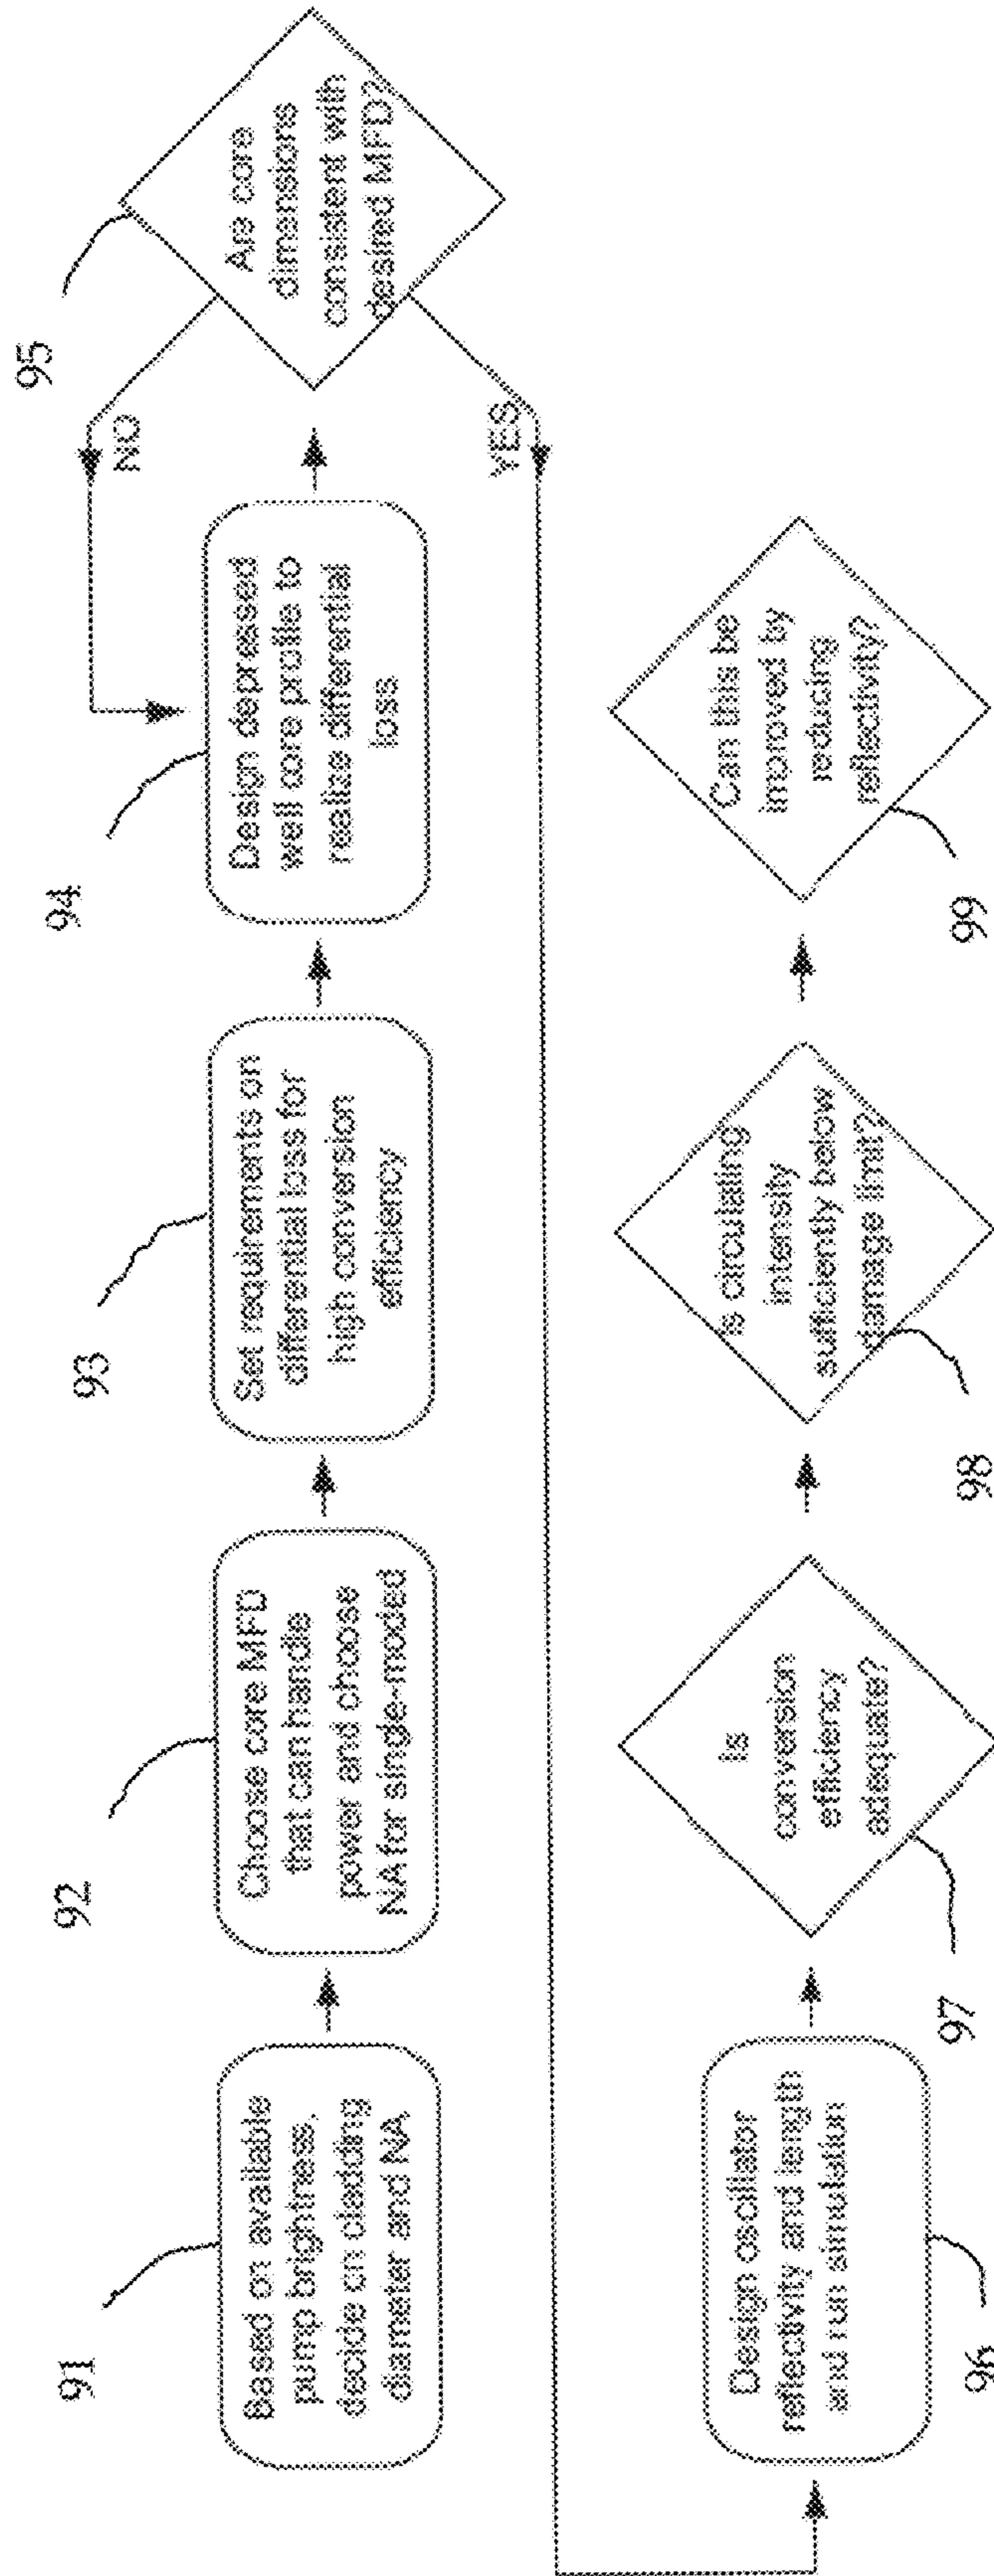 91
Based on available
pump brightness,
decide on cladding
diameter and NA
92
Choose core MFD
that can handle
power and choose
NA for single-moded
93
Set requirements on
differential loss for
high conversion
efficiency
94
Design depressed
well core profile to
realize differential
loss
95
Are core
dimensions
consistent with
desired MFD?
NO
YES
96
Design oscillator
reflectivity and length
and run simulation
97
Is
conversion
efficiency
adequate?
98
Is circulating
intensity
sufficiently below
damage limit?
99
Can this be
improved by
reducing
reflectivity?